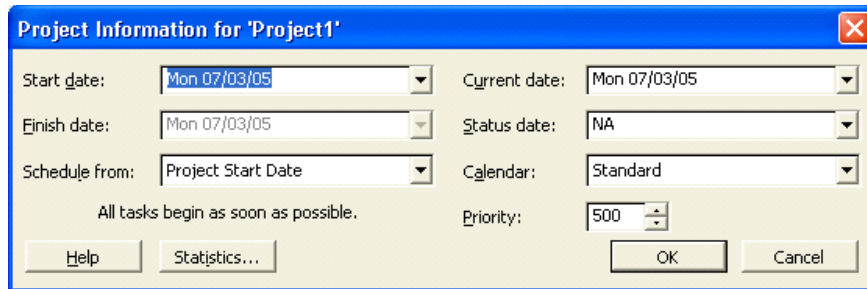 Project Information for 'Project1'
Start date: Mon 07/03/05 Current date: Mon 07/03/05
Finish date: Mon 07/03/05 Status date: NA
Schedule from: Project Start Date Calendar: Standard
All tasks begin as soon as possible. Priority: 500
Help Statistics... OK Cancel